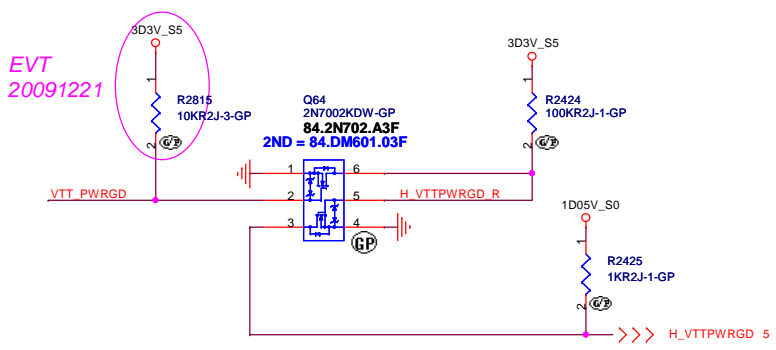 3D3V_S5
3D3V_S5
EVT
20091221
1
R2815
10KR2J-3-GP
2
G/P
Q64
2N7002KDW-GP
84.2N702.A3F
2ND = 84.DM601.03F
1
R2424
100KR2J-1-GP
2
G/P
1
6
VTT_PWRGD
2
5
H_VTTPWRGD_R
3
4
GP
1D05V_S0
1
R2425
1KR2J-1-GP
2
G/P
H_VTTPWRGD 5